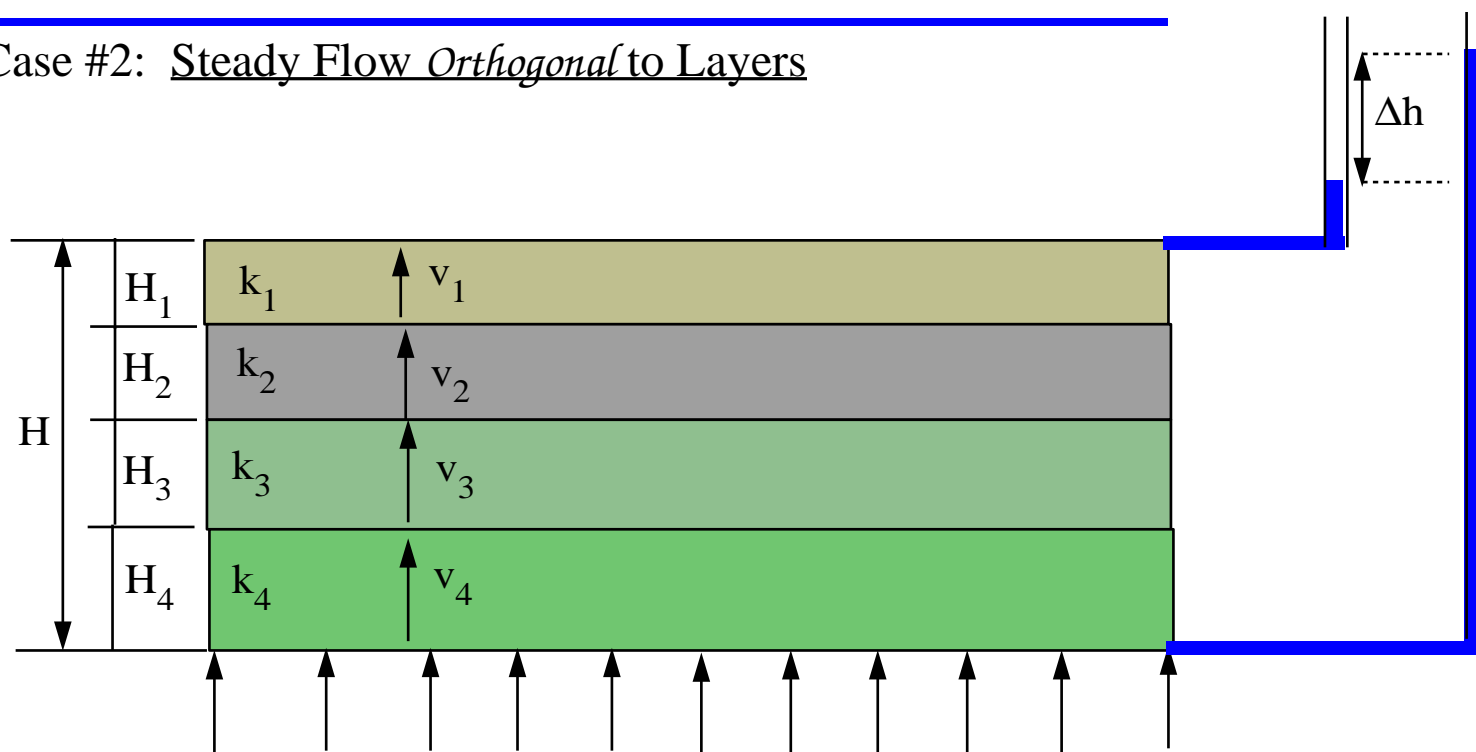 Case #2: Steady Flow Orthogonal to Layers
Δh
H₁ k₁ v₁
H₂ k₂ v₂
H
H₃ k₃ v₃
H₄ k₄ v₄